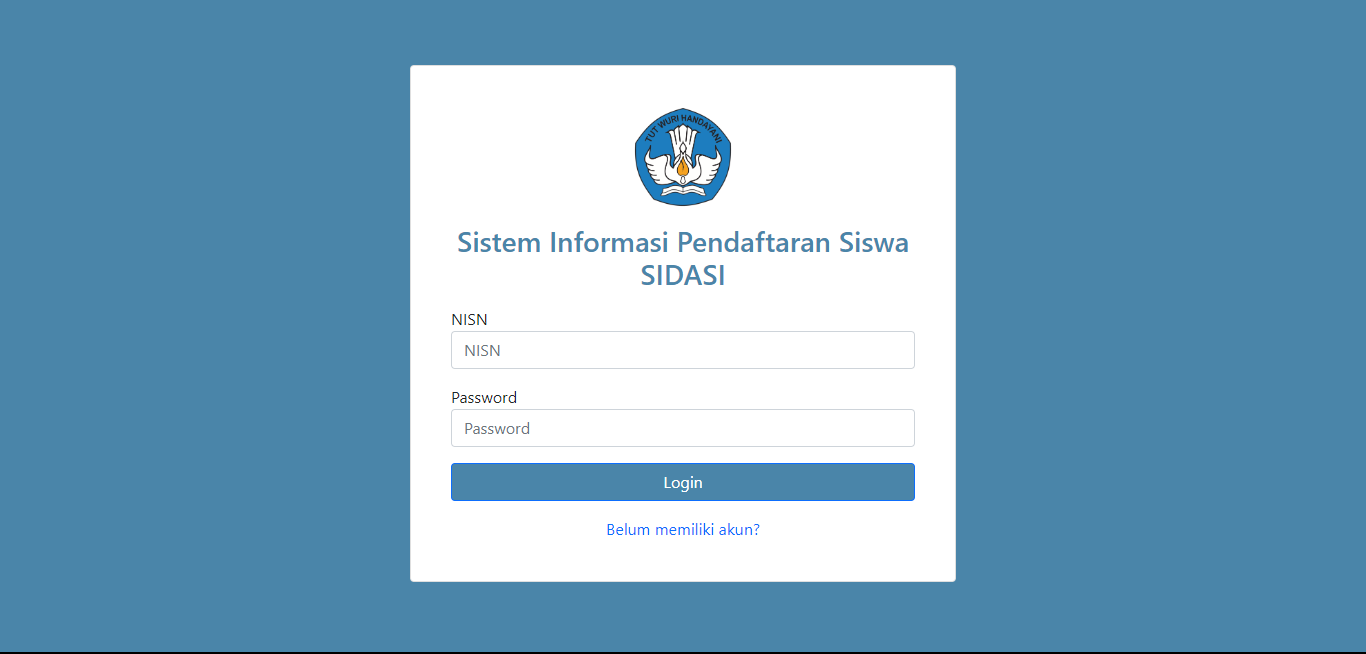 TUT WURI HANDAYANI
Sistem Informasi Pendaftaran Siswa
SIDASI
NISN
NISN
Password
Password
Login
Belum memiliki akun?